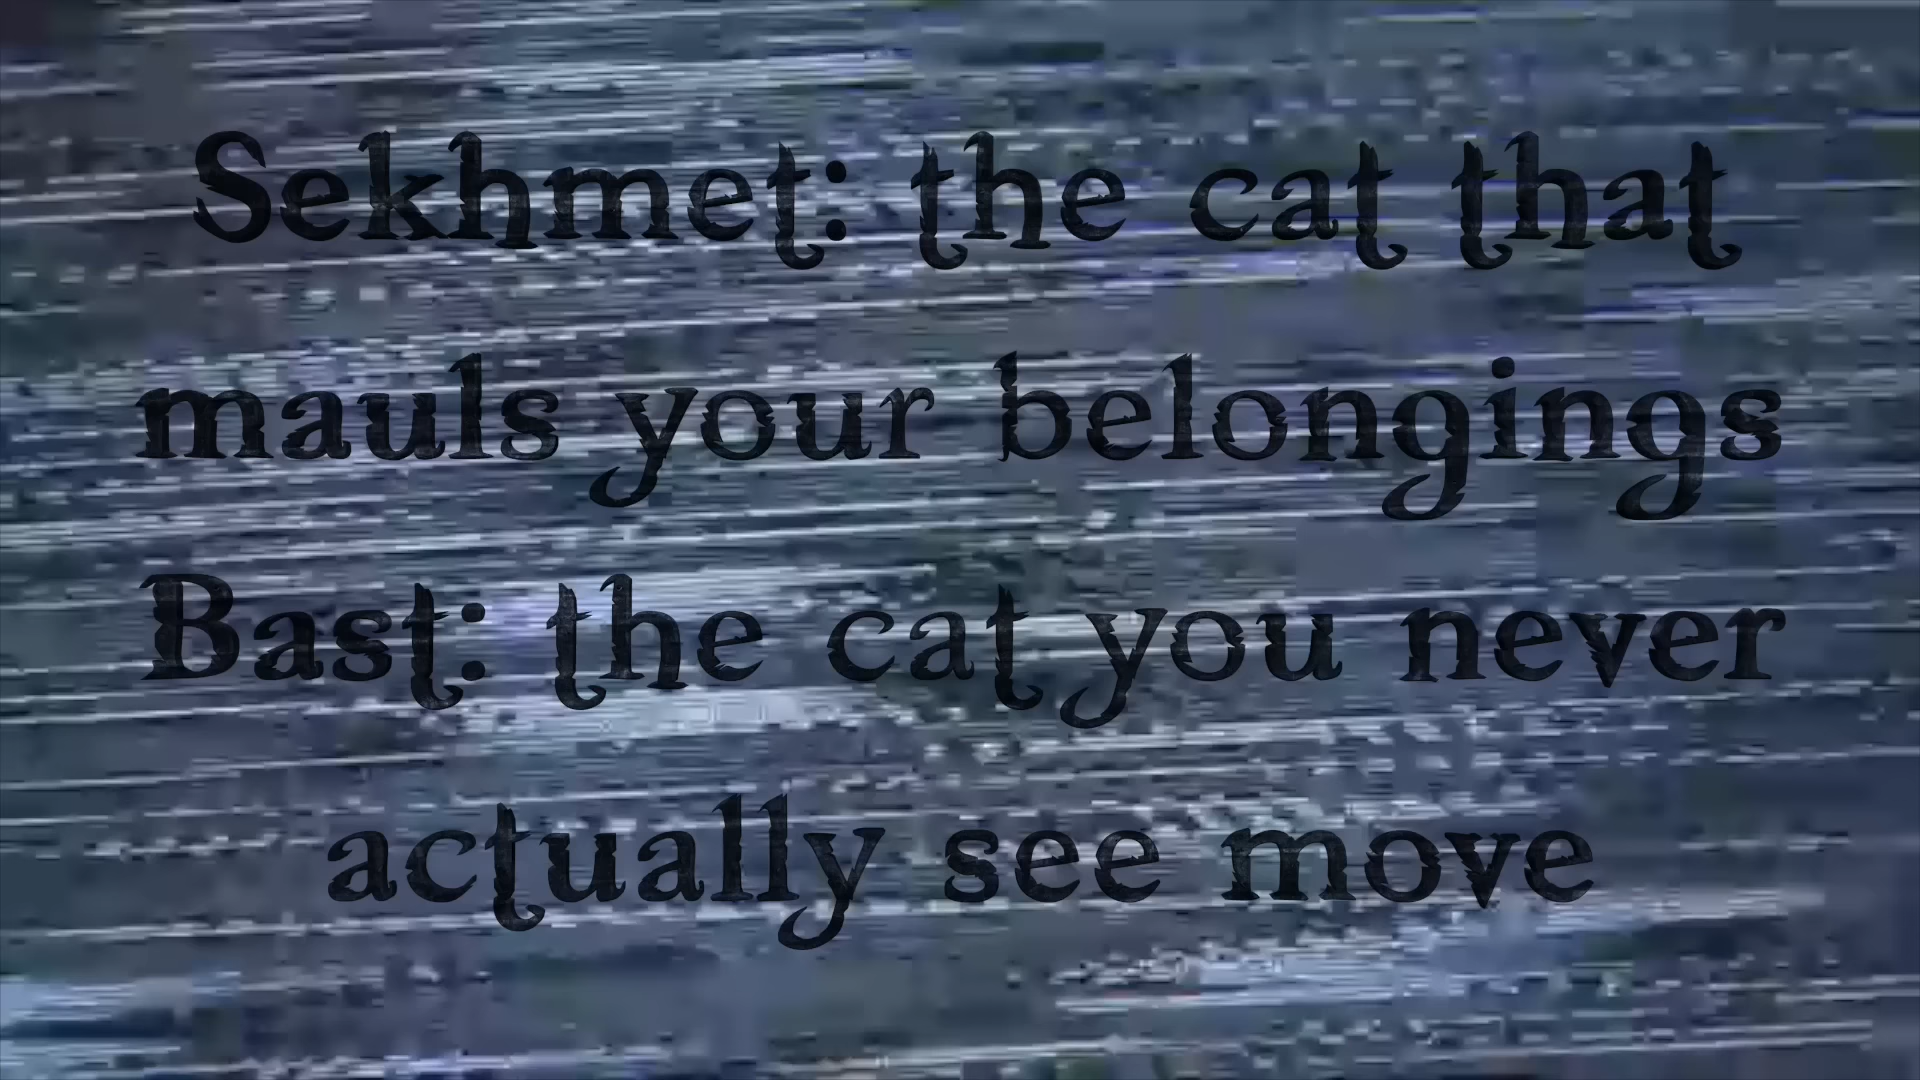 Sekhmet: the cat that
mauls your belongings
Bast: the cat you never
actually see move